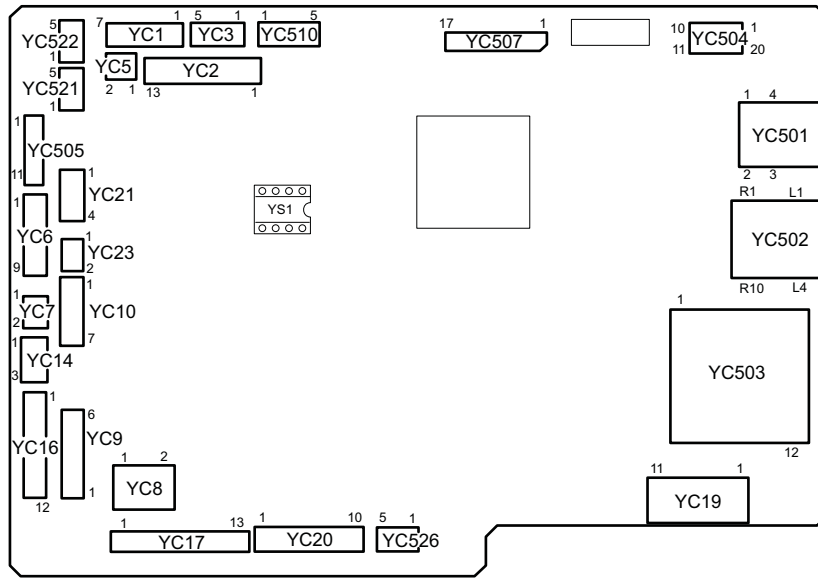 7 1 5 1 1 5 17 1 10 1
5 YC522 1 YC1 YC3 YC510 YC507 YC504 11 20
5 YC521 1 YC5 2 1 YC2 13 1
1 4
YC501
2 3
1 YC505 11
1 YC21 4
YS1
R1 L1
YC502
R10 L4
1 YC6 9
1 YC23 2
1 YC7 2
1 YC10 7
1 YC14 3
1
YC503
12
1 YC16 12
6 YC9 1
1 2
YC8
11 1
YC19
1 13
YC17
1 10
YC20
5 1
YC526